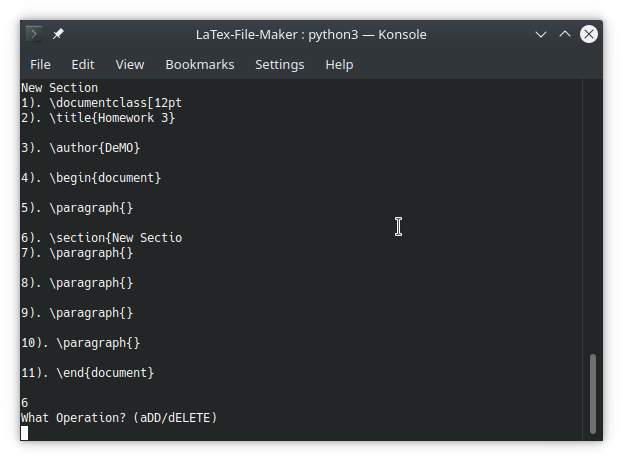 LaTex-File-Maker : python3 — Konsole
File Edit View Bookmarks Settings Help
New Section
1). \documentclass[12pt
2). \title{Homework 3}
3). \author{DeMO}
4). \begin{document}
5). \paragraph{}
6). \section{New Sectio
7). \paragraph{}
8). \paragraph{}
9). \paragraph{}
10). \paragraph{}
11). \end{document}
6
What Operation? (aDD/dELETE)